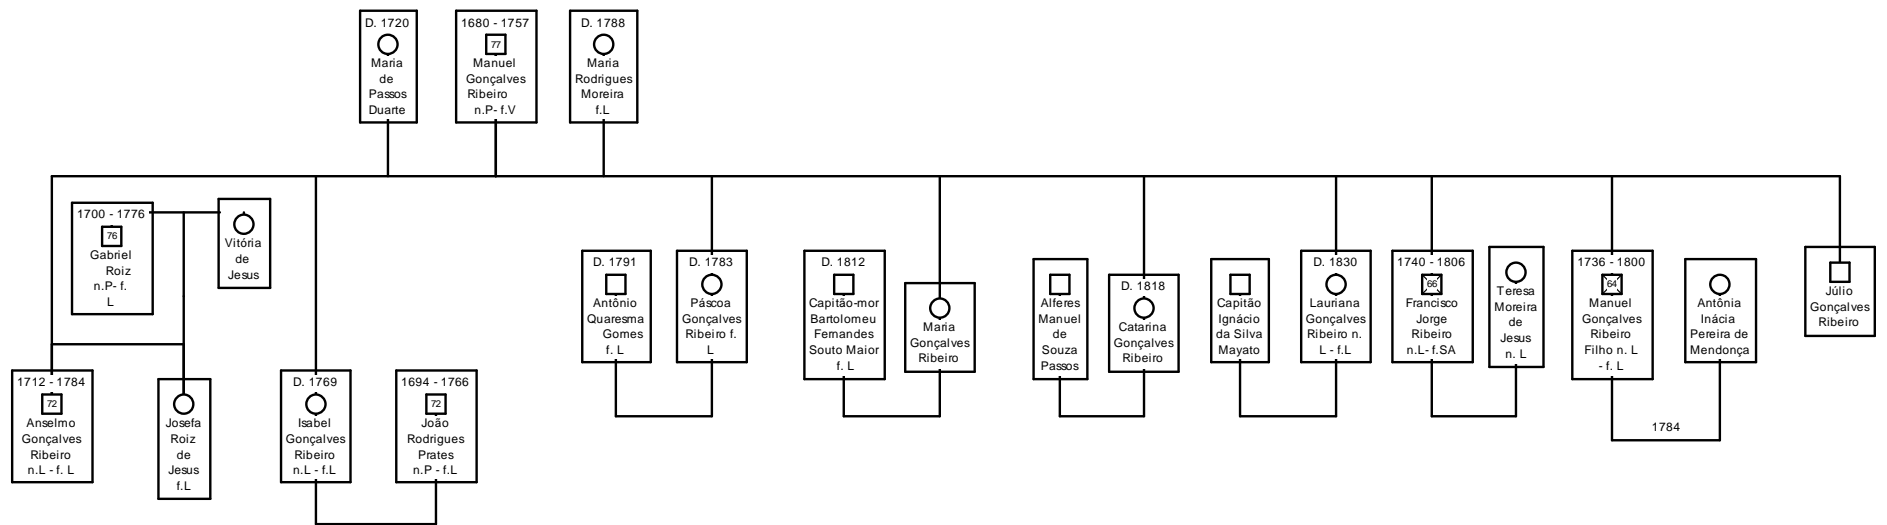 D. 1720
Maria
de
Passos
Duarte
1680 - 1757
77
Manuel
Gonçalves
Ribeiro
n.P- f.V
D. 1788
Maria
Rodrigues
Moreira
f.L
1700 - 1776
76
Gabriel
Roiz
n.P- f.
L
Vitória
de
Jesus
D. 1791
Antônio
Quaresma
Gomes
f. L
D. 1783
Páscoa
Gonçalves
Ribeiro f.
L
D. 1812
Capitão-mor
Bartolomeu
Fernandes
Souto Maior
f. L
Maria
Gonçalves
Ribeiro
Alferes
Manuel
de
Souza
Passos
D. 1818
Catarina
Gonçalves
Ribeiro
Capitão
Ignácio
da Silva
Mayato
D. 1830
Lauriana
Gonçalves
Ribeiro n.
L - f.L
1740 - 1806
66
Francisco
Jorge
Ribeiro
n.L- f.SA
Teresa
Moreira
de
Jesus
n. L
1736 - 1800
64
Manuel
Gonçalves
Ribeiro
Filho n. L
- f. L
Antônia
Inácia
Pereira de
Mendonça
Júlio
Gonçalves
Ribeiro
1712 - 1784
72
Anselmo
Gonçalves
Ribeiro
n.L - f. L
Josefa
Roiz
de
Jesus
f.L
D. 1769
Isabel
Gonçalves
Ribeiro
n.L - f.L
1694 - 1766
72
João
Rodrigues
Prates
n.P - f.L
1784